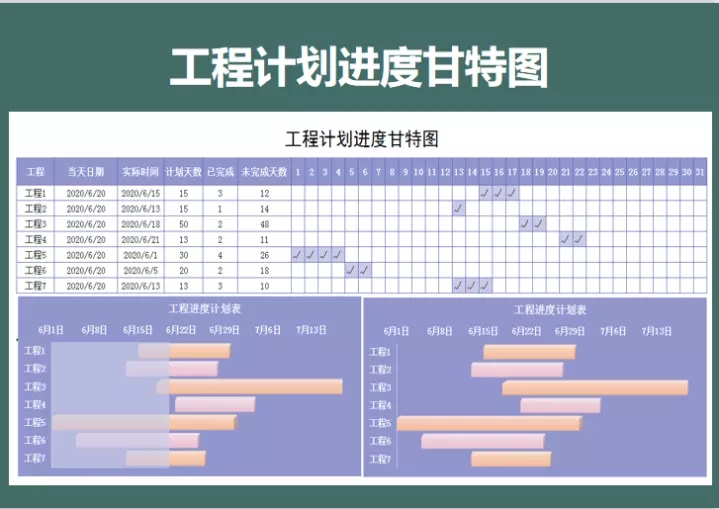 工程计划进度甘特图
工程计划进度甘特图
工程 当天日期 实际时间 计划天数 已完成 未完成天数 1 2 3 4 5 6 7 8 9 10 11 12 13 14 15 16 17 18 19 20 21 22 23 24 25 26 27 28 29 30 31
工程1 2020/6/20 2020/6/15 15 3 12 ✓ ✓ ✓
工程2 2020/6/20 2020/6/13 15 1 14 ✓
工程3 2020/6/20 2020/6/18 50 2 48 ✓ ✓
工程4 2020/6/20 2020/6/21 13 2 11 ✓ ✓
工程5 2020/6/20 2020/6/1 30 4 26 ✓ ✓ ✓ ✓
工程6 2020/6/20 2020/6/5 20 2 18 ✓ ✓
工程7 2020/6/20 2020/6/13 13 3 10 ✓ ✓ ✓
工程进度计划表
6月1日 6月8日 6月15日 6月22日 6月29日 7月6日 7月13日
工程1
工程2
工程3
工程4
工程5
工程6
工程7
工程进度计划表
6月1日 6月8日 6月15日 6月22日 6月29日 7月6日 7月13日
工程1
工程2
工程3
工程4
工程5
工程6
工程7